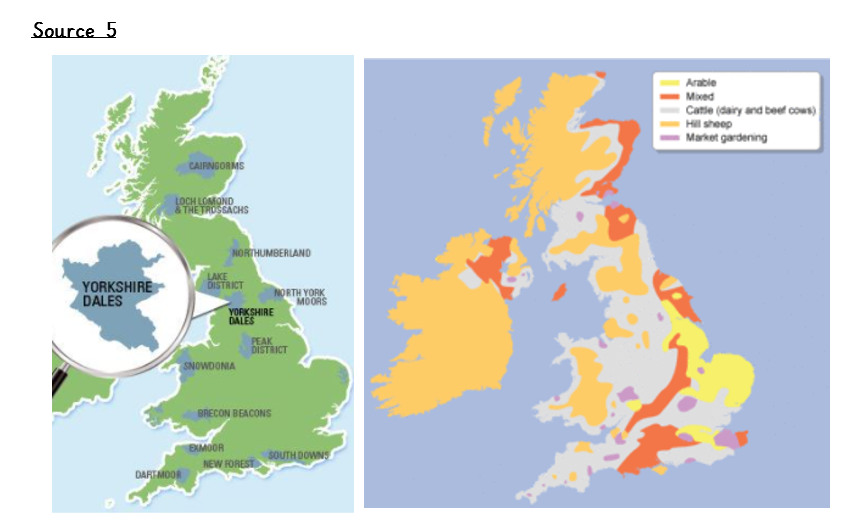 Source 5
CAIRNGORMS
LOCH LOMOND
& THE TROSSACHS
NORTHUMBERLAND
LAKE
DISTRICT
NORTH YORK
MOORS
YORKSHIRE
DALES
YORKSHIRE
DALES
PEAK
DISTRICT
SNOWDONIA
BRECON BEACONS
EXMOOR
SOUTH DOWNS
NEW FOREST
DARTMOOR
Arable
Mixed
Cattle (dairy and beef cows)
Hill sheep
Market gardening